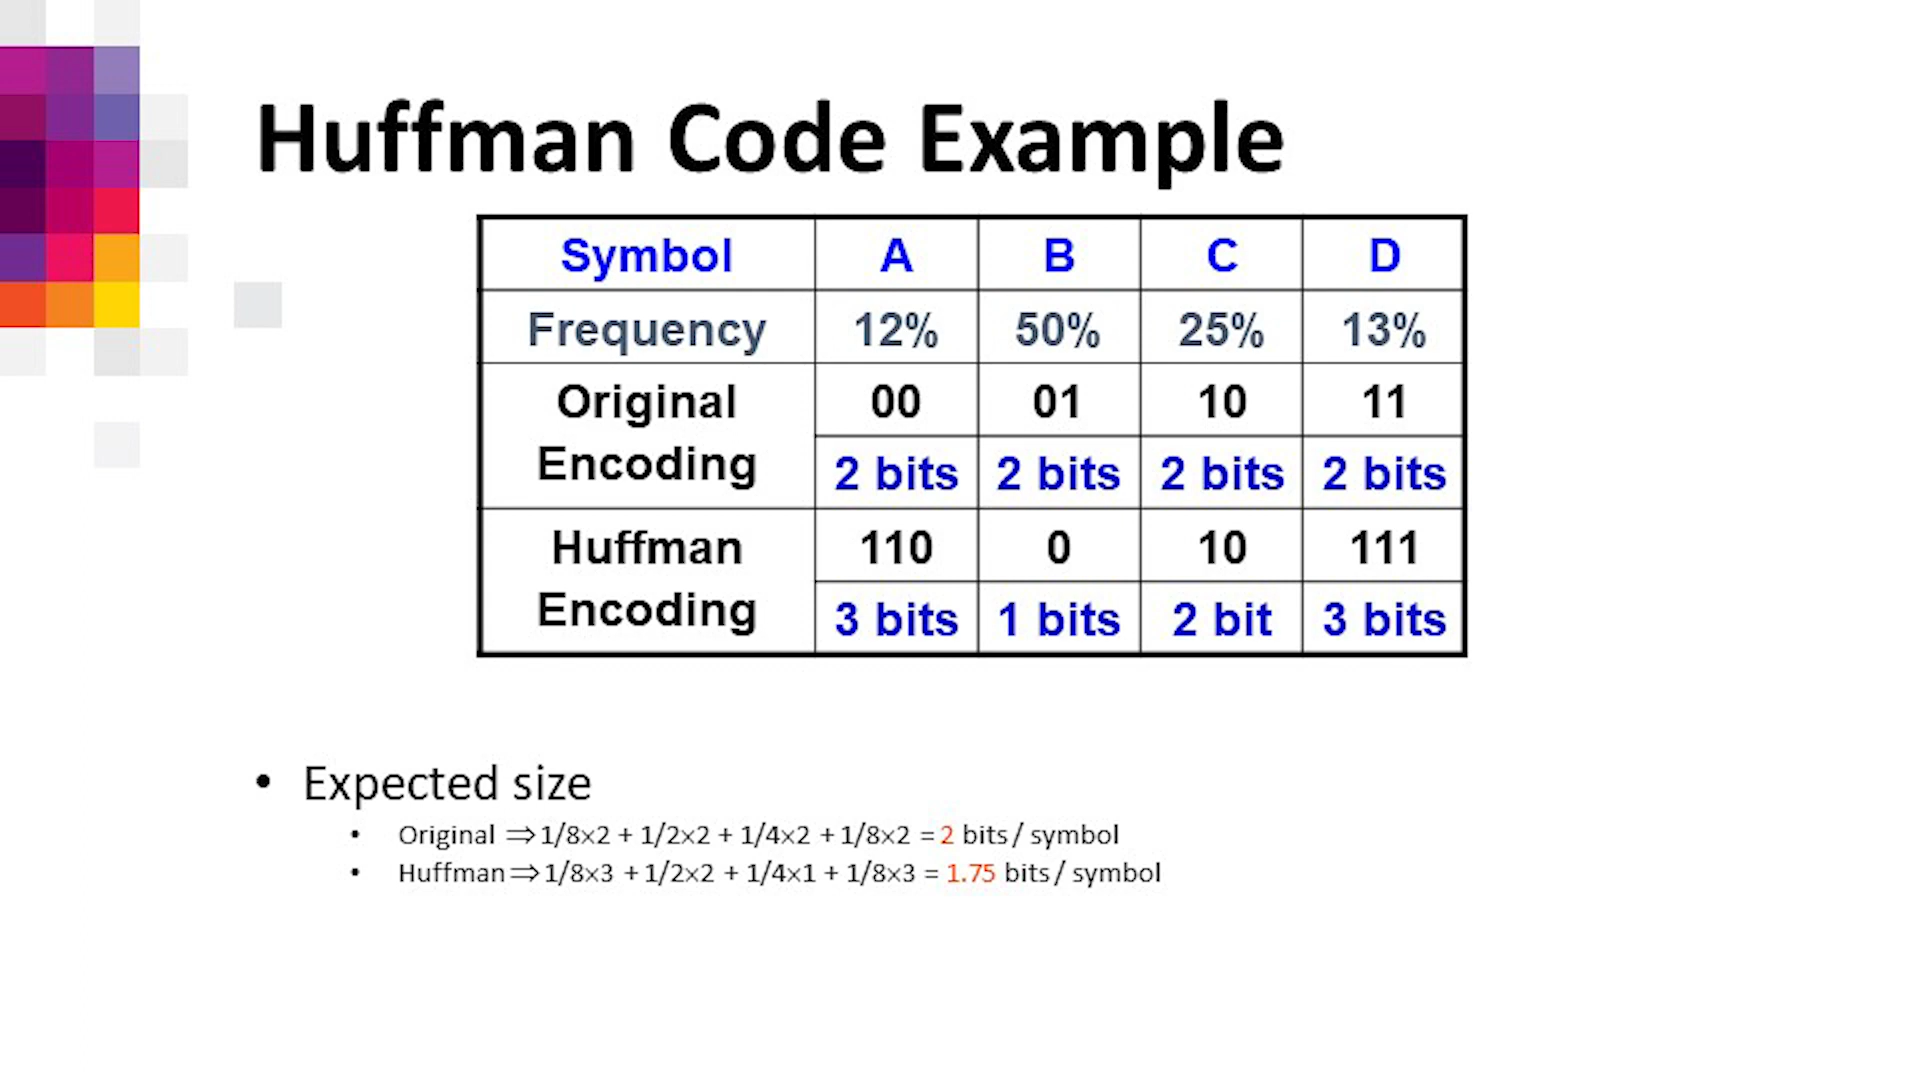 Huffman Code Example
Symbol A B C D
Frequency 12% 50% 25% 13%
Original Encoding 00 01 10 11
2 bits 2 bits 2 bits 2 bits
Huffman Encoding 110 0 10 111
3 bits 1 bits 2 bit 3 bits
• Expected size
• Original ⇒1/8×2 + 1/2×2 + 1/4×2 + 1/8×2 = 2 bits / symbol
• Huffman⇒1/8×3 + 1/2×2 + 1/4×1 + 1/8×3 = 1.75 bits / symbol